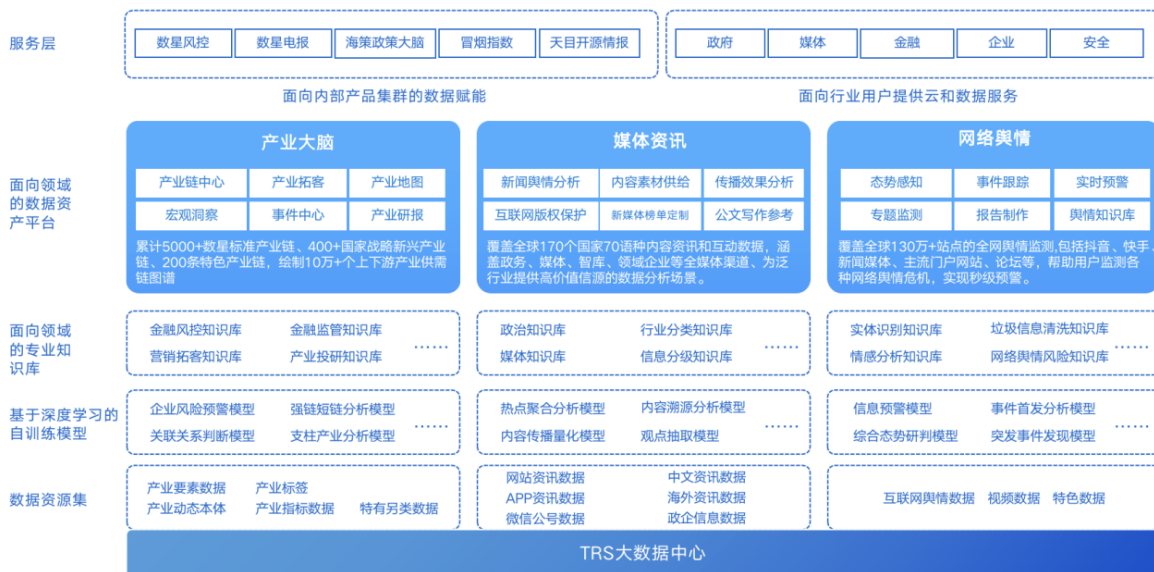 服务层
数星风控 数星电报 海策政策大脑 冒烟指数 天目开源情报
政府 媒体 金融 企业 安全
面向内部产品集群的数据赋能
面向行业用户提供云和数据服务
面向领域
的数据资
产平台
产业大脑
产业链中心 产业拓客 产业地图
宏观洞察 事件中心 产业研报
累计5000+数星标准产业链、400+国家战略新兴产业
链、200条特色产业链，绘制10万+个上下游产业供需
链图谱
媒体资讯
新闻舆情分析 内容素材供给 传播效果分析
互联网版权保护 新媒体榜单定制 公文写作参考
覆盖全球170个国家70语种内容资讯和互动数据，涵
盖政务、媒体、智库、领域企业等全媒体渠道、为泛
行业提供高价值信源的数据分析场景。
网络舆情
态势感知 事件跟踪 实时预警
专题监测 报告制作 舆情知识库
覆盖全球130万+站点的全网舆情监测,包括抖音、快手、
新闻媒体、主流门户网站、论坛等，帮助用户监测各
种网络舆情危机，实现秒级预警。
面向领域
的专业知
识库
金融风控知识库 金融监管知识库
营销拓客知识库 产业投研知识库 ……
政治知识库 行业分类知识库
媒体知识库 信息分级知识库 ……
实体识别知识库 垃圾信息清洗知识库
情感分析知识库 网络舆情风险知识库 ……
基于深度学习的
自训练模型
企业风险预警模型 强链短链分析模型
关联关系判断模型 支柱产业分析模型 ……
热点聚合分析模型 内容溯源分析模型
内容传播量化模型 观点抽取模型 ……
信息预警模型 事件首发分析模型
综合态势研判模型 突发事件发现模型 ……
数据资源集
产业要素数据 产业标签
产业动态本体 产业指标数据 特有另类数据
网站资讯数据 中文资讯数据
APP资讯数据 海外资讯数据
微信公号数据 政企信息数据
互联网舆情数据 视频数据 特色数据
TRS大数据中心